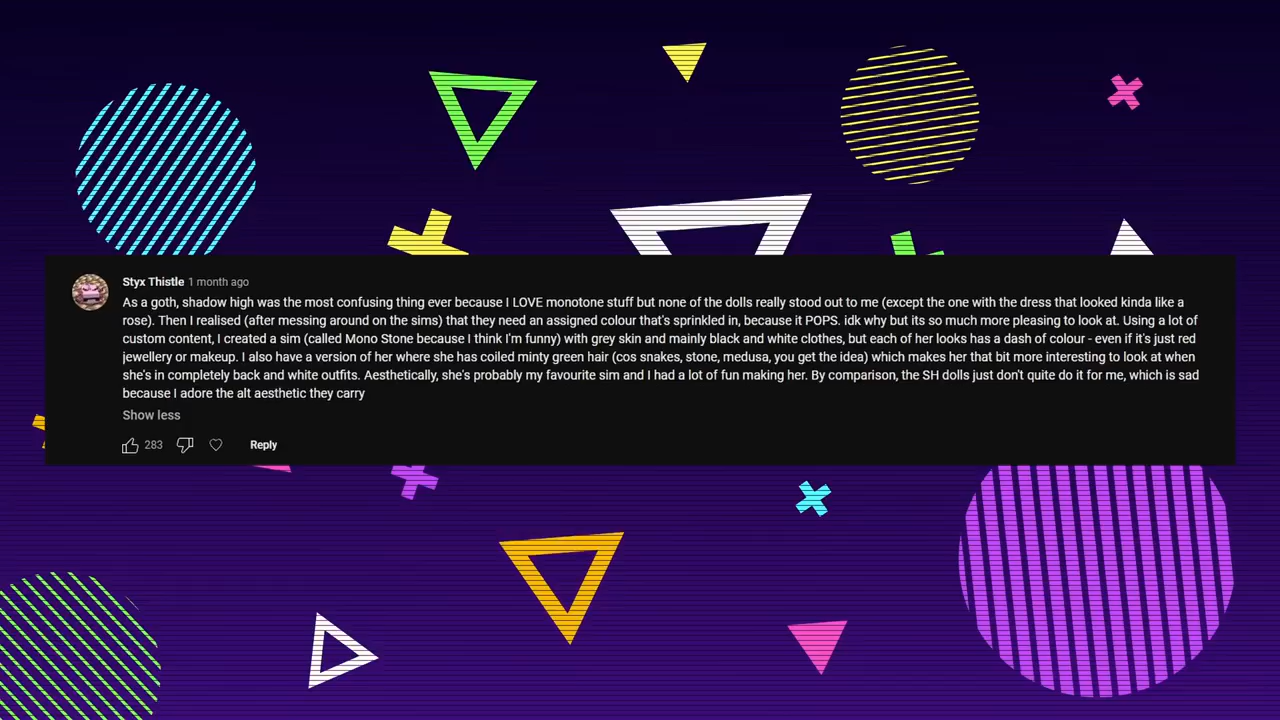 Styx Thistle 1 month ago
As a goth, shadow high was the most confusing thing ever because I LOVE monotone stuff but none of the dolls really stood out to me (except the one with the dress that looked kinda like a
rose). Then I realised (after messing around on the sims) that they need an assigned colour that's sprinkled in, because it POPS. idk why but its so much more pleasing to look at. Using a lot of
custom content, I created a sim (called Mono Stone because I think I'm funny) with grey skin and mainly black and white clothes, but each of her looks has a dash of colour - even if it's just red
jewellery or makeup. I also have a version of her where she has coiled minty green hair (cos snakes, stone, medusa, you get the idea) which makes her that bit more interesting to look at when
she's in completely back and white outfits. Aesthetically, she's probably my favourite sim and I had a lot of fun making her. By comparison, the SH dolls just don't quite do it for me, which is sad
because I adore the alt aesthetic they carry
Show less
283 Reply